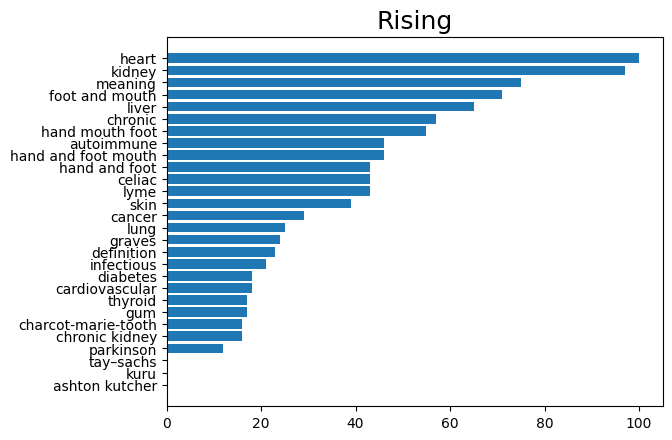 Rising
heart
kidney
meaning
foot and mouth
liver
chronic
hand mouth foot
autoimmune
hand and foot mouth
hand and foot
celiac
lyme
skin
cancer
lung
graves
definition
infectious
diabetes
cardiovascular
thyroid
gum
charcot-marie-tooth
chronic kidney
parkinson
tay–sachs
kuru
ashton kutcher
0 20 40 60 80 100